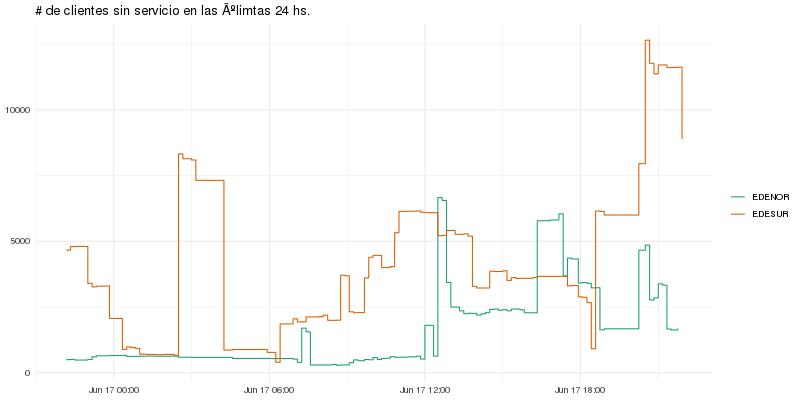 # de clientes sin servicio en las Ãºlimtas 24 hs.
10000
5000
0
Jun 17 00:00
Jun 17 06:00
Jun 17 12:00
Jun 17 18:00
EDENOR
EDESUR